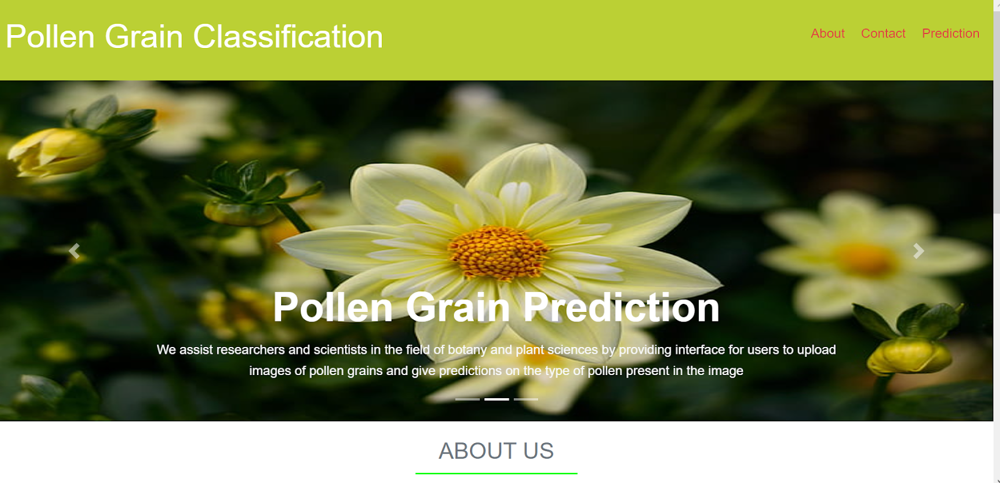 Pollen Grain Classification
About Contact Prediction
Pollen Grain Prediction
We assist researchers and scientists in the field of botany and plant sciences by providing interface for users to upload
images of pollen grains and give predictions on the type of pollen present in the image
ABOUT US